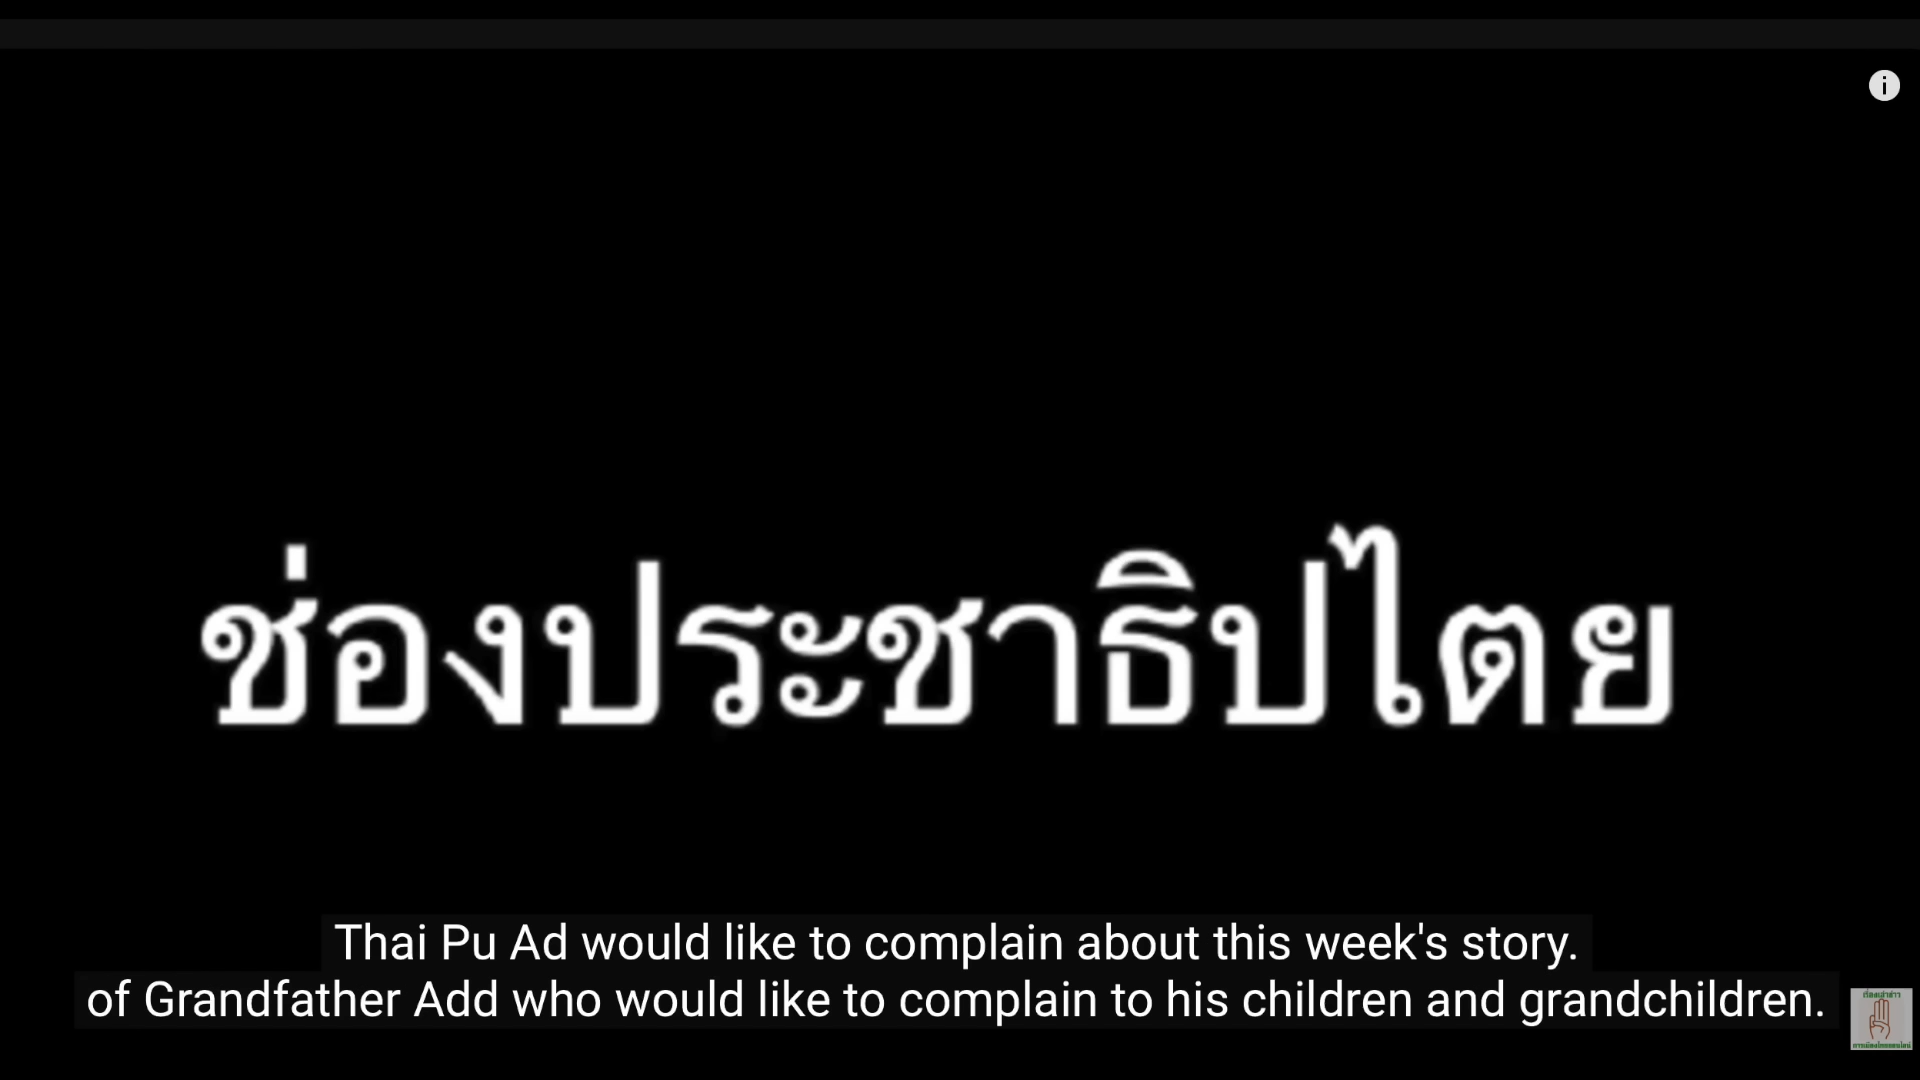 ช่องประชาธิปไตย
Thai Pu Ad would like to complain about this week's story.
of Grandfather Add who would like to complain to his children and grandchildren.